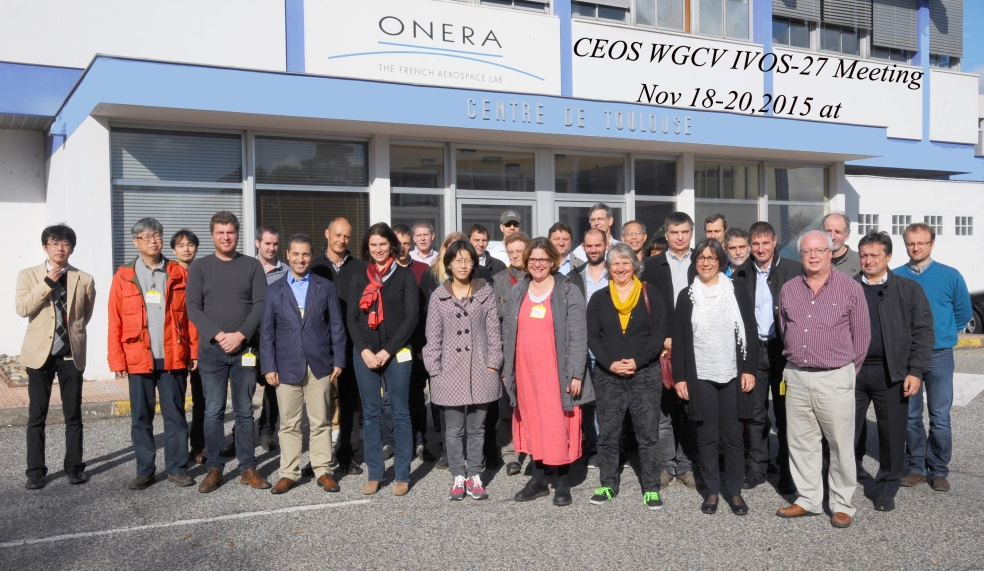 ONERA
THE FRENCH AEROSPACE LAB
CEOS WGCV IVOS-27 Meeting
Nov 18-20,2015 at
CENTRE DE TOULOUSE